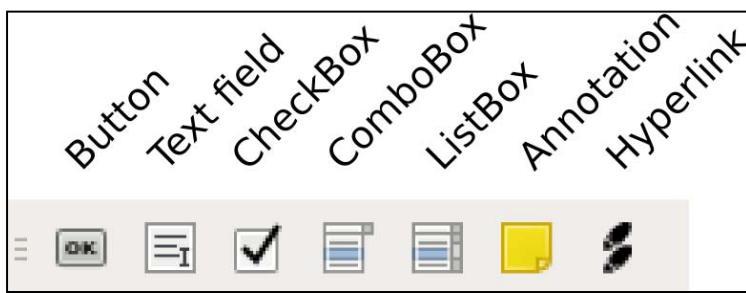 Button
Text field
CheckBox
ComboBox
ListBox
Annotation
Hyperlink
OK